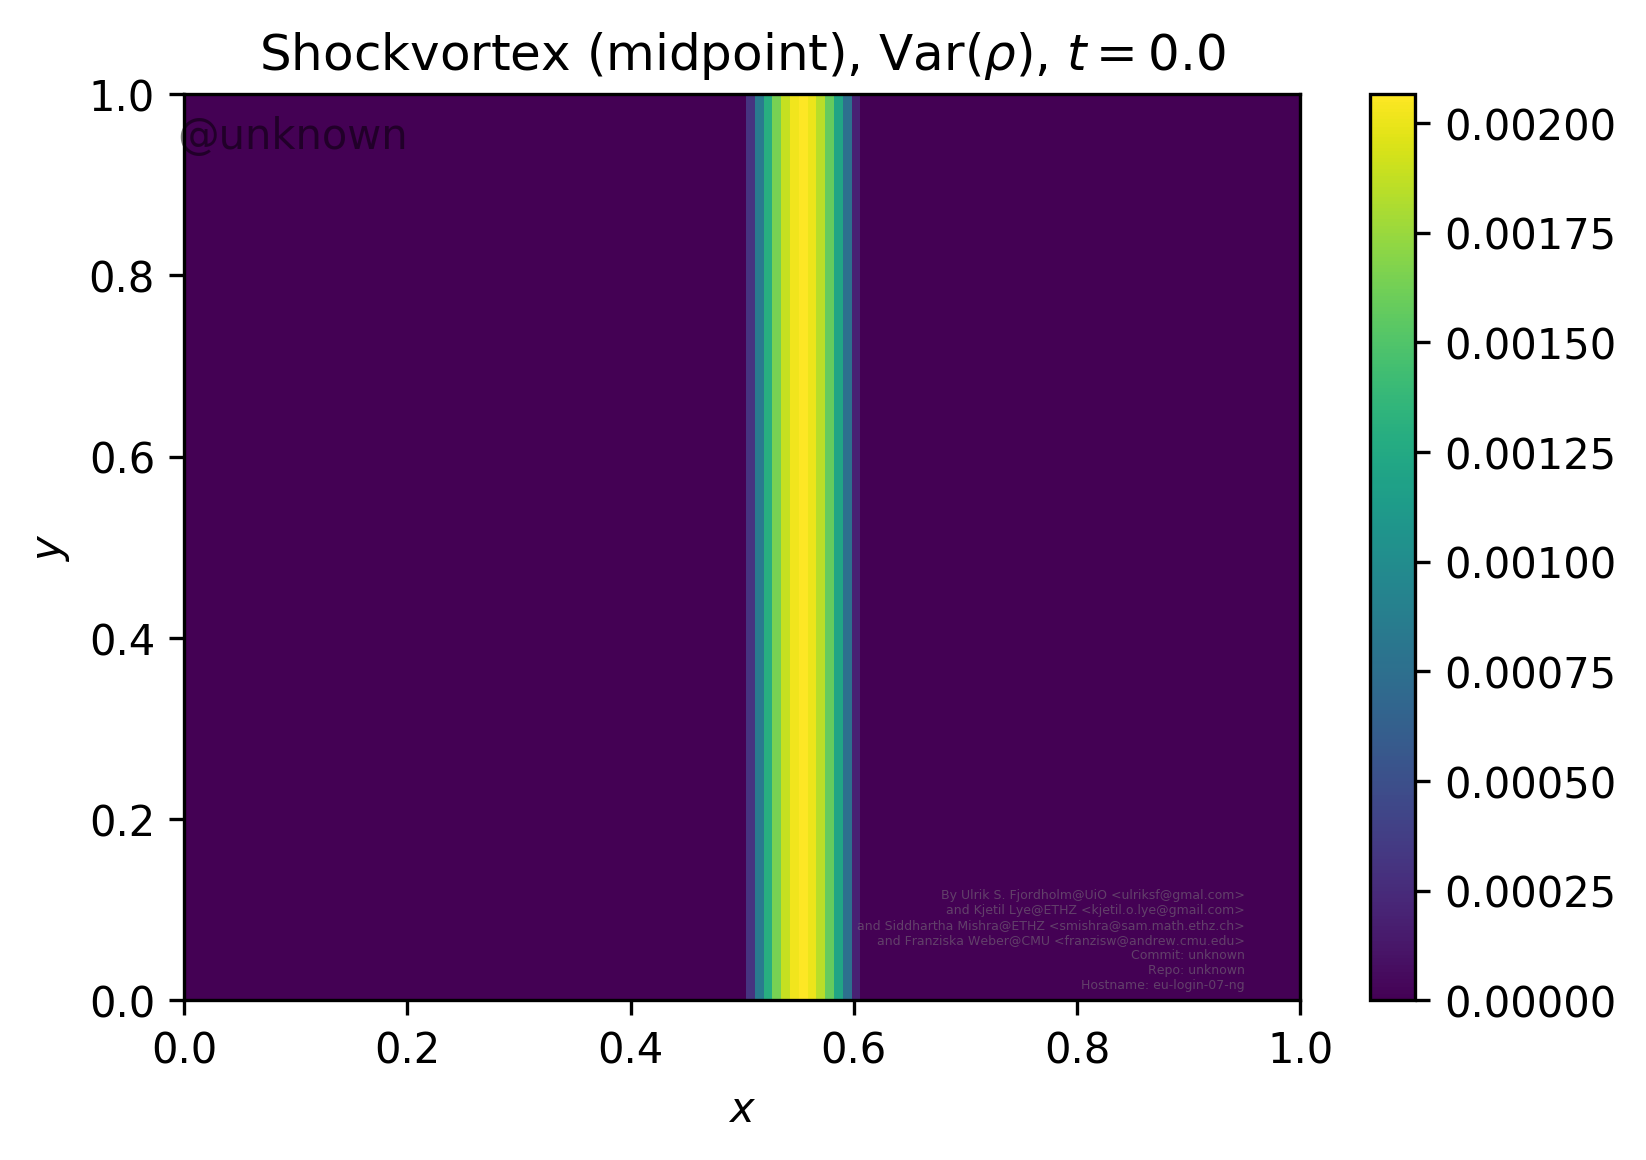 Shockvortex (midpoint), Var(ρ), t = 0.0
@unknown
1.0
0.8
0.6
0.4
0.2
0.0
y
0.0 0.2 0.4 0.6 0.8 1.0
x
0.00200
0.00175
0.00150
0.00125
0.00100
0.00075
0.00050
0.00025
0.00000
By Ulrik S. Fjordholm@UiO <ulriksf@gmal.com>
and Kjetil Lye@ETHZ <kjetil.o.lye@gmail.com>
and Siddhartha Mishra@ETHZ <smishra@sam.math.ethz.ch>
and Franziska Weber@CMU <franzisw@andrew.cmu.edu>
Commit: unknown
Repo: unknown
Hostname: eu-login-07-ng